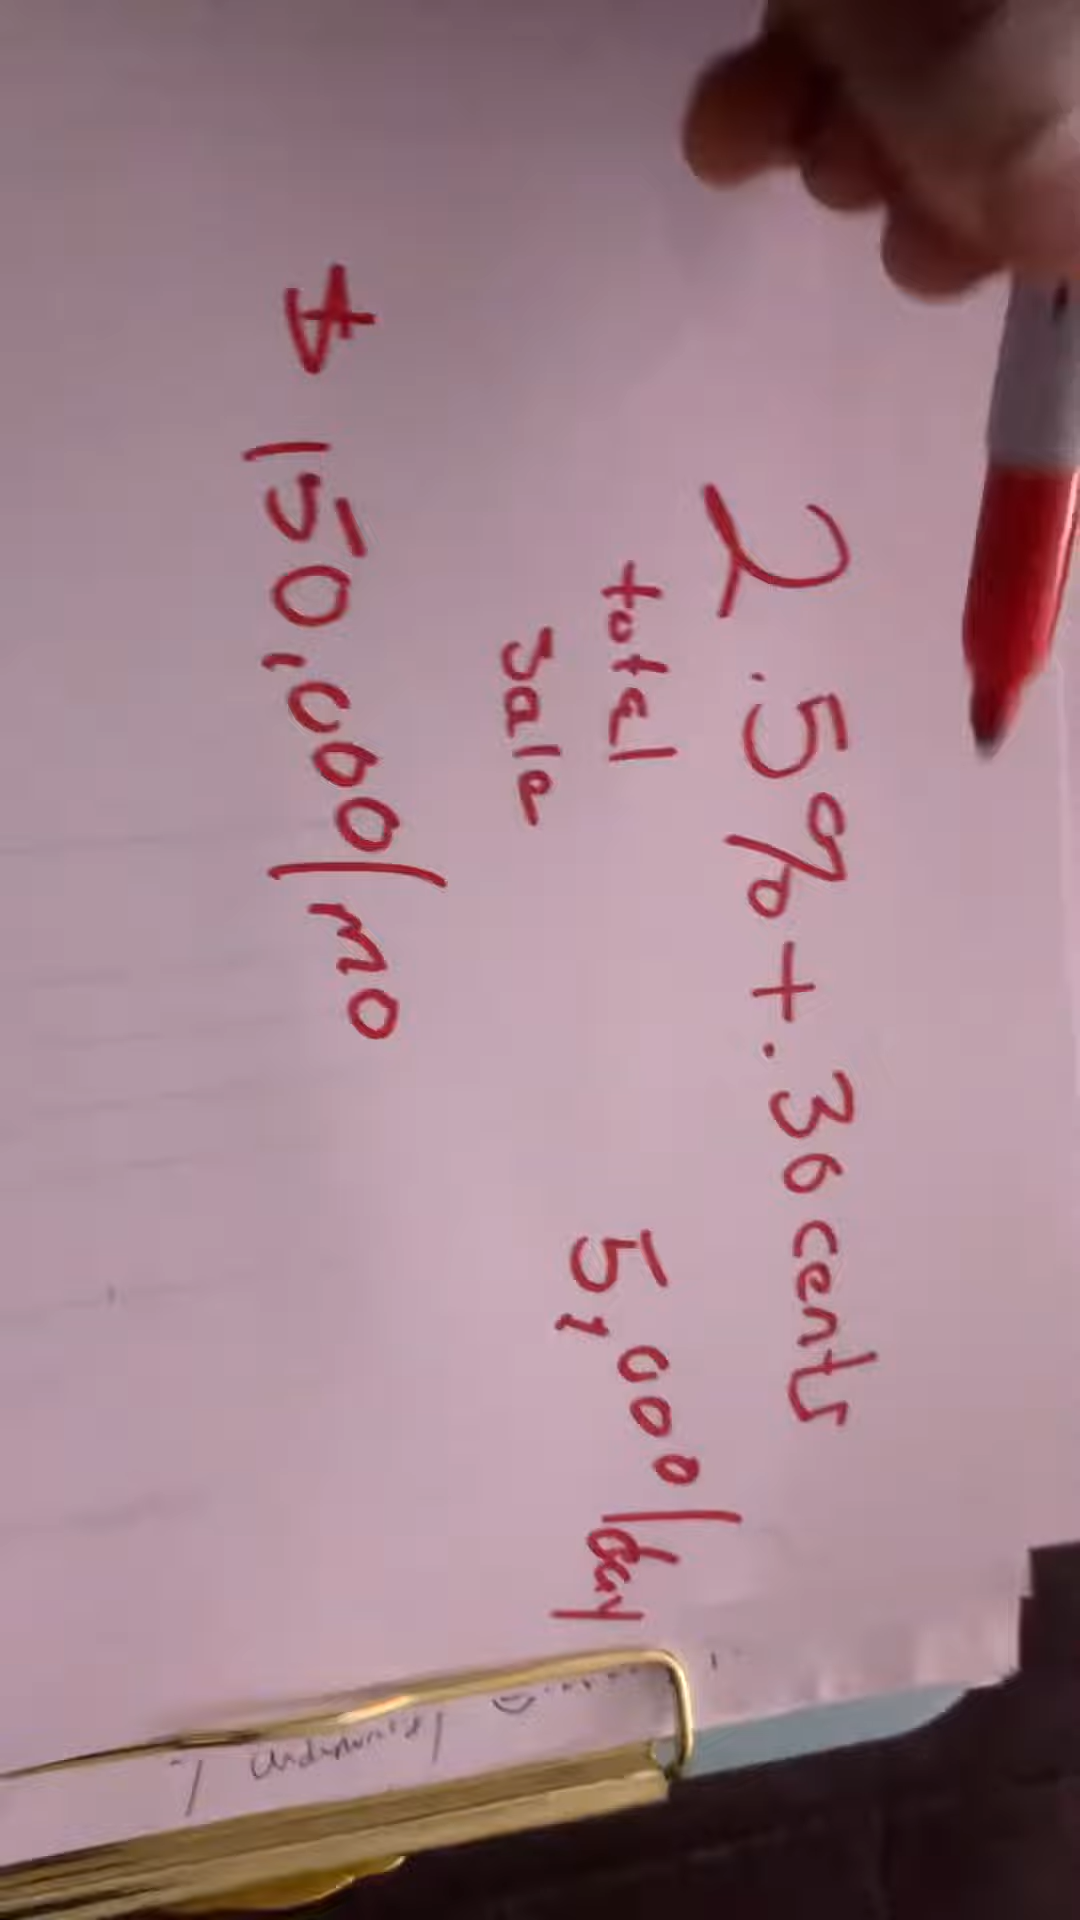 2.5% + .30 cents
total
sale
5,000/day
$150,000/mo